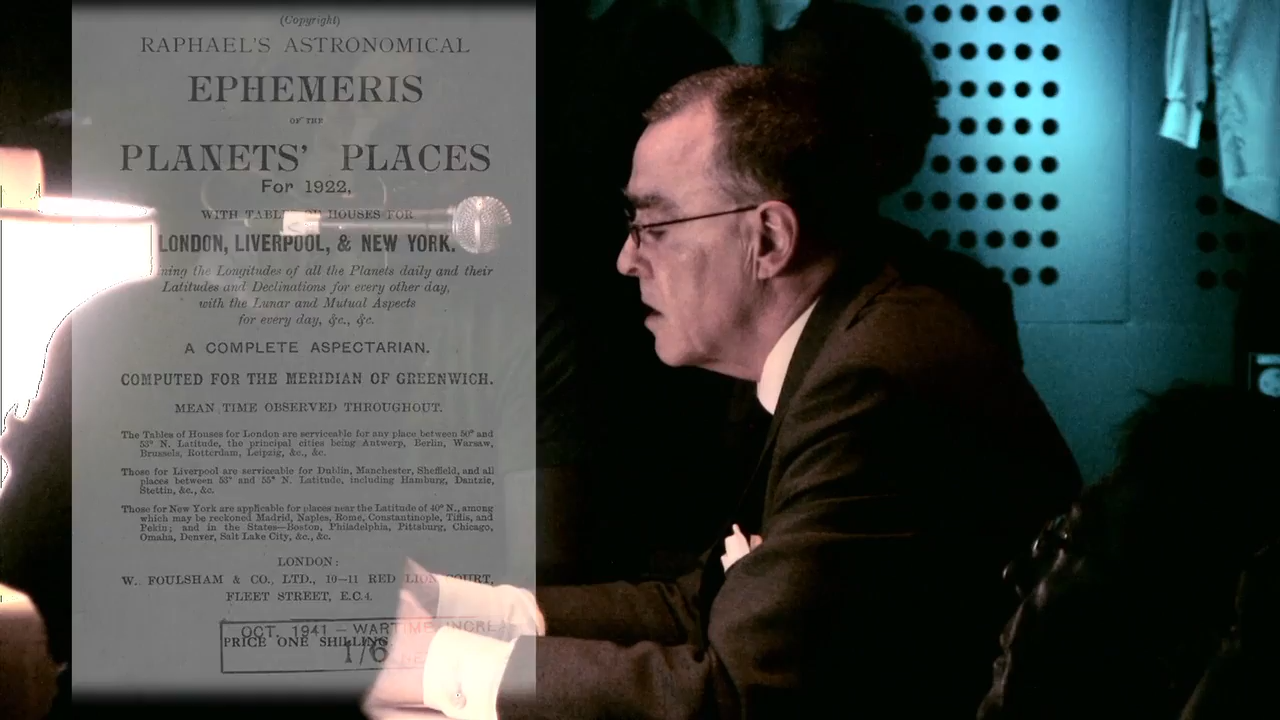 (Copyright)
RAPHAEL'S ASTRONOMICAL
EPHEMERIS
OF THE
PLANETS' PLACES
For 1922,
WITH TABLES OF HOUSES FOR
LONDON, LIVERPOOL, & NEW YORK.
the Longitudes of all the Planets daily and their
Latitudes and Declinations for every other day,
with the Lunar and Mutual Aspects
for every day, &c., &c.
A COMPLETE ASPECTARIAN.
COMPUTED FOR THE MERIDIAN OF GREENWICH.
MEAN TIME OBSERVED THROUGHOUT.
The Tables of Houses for London are serviceable for any place between 50° and
53° N. Latitude, the principal cities being Antwerp, Berlin, Warsaw,
Brussels, Rotterdam, Leipzig, &c., &c.
Those for Liverpool are serviceable for Dublin, Manchester, Sheffield, and all
places between 53° and 55° N. Latitude, including Hamburg, Dantzic,
Stettin, &c., &c.
Those for New York are applicable for places near the Latitude of 40° N., among
which may be reckoned Madrid, Naples, Rome, Constantinople, Tiflis, and
Pekin; and in the States—Boston, Philadelphia, Pittsburg, Chicago,
Omaha, Denver, Salt Lake City, &c., &c.
LONDON:
W. FOULSHAM & CO., LTD., 10–11 RED LION COURT,
FLEET STREET, E.C.4.
OCT. 1941 – WARTIME INCRE
PRICE ONE SHILLING.
1/6